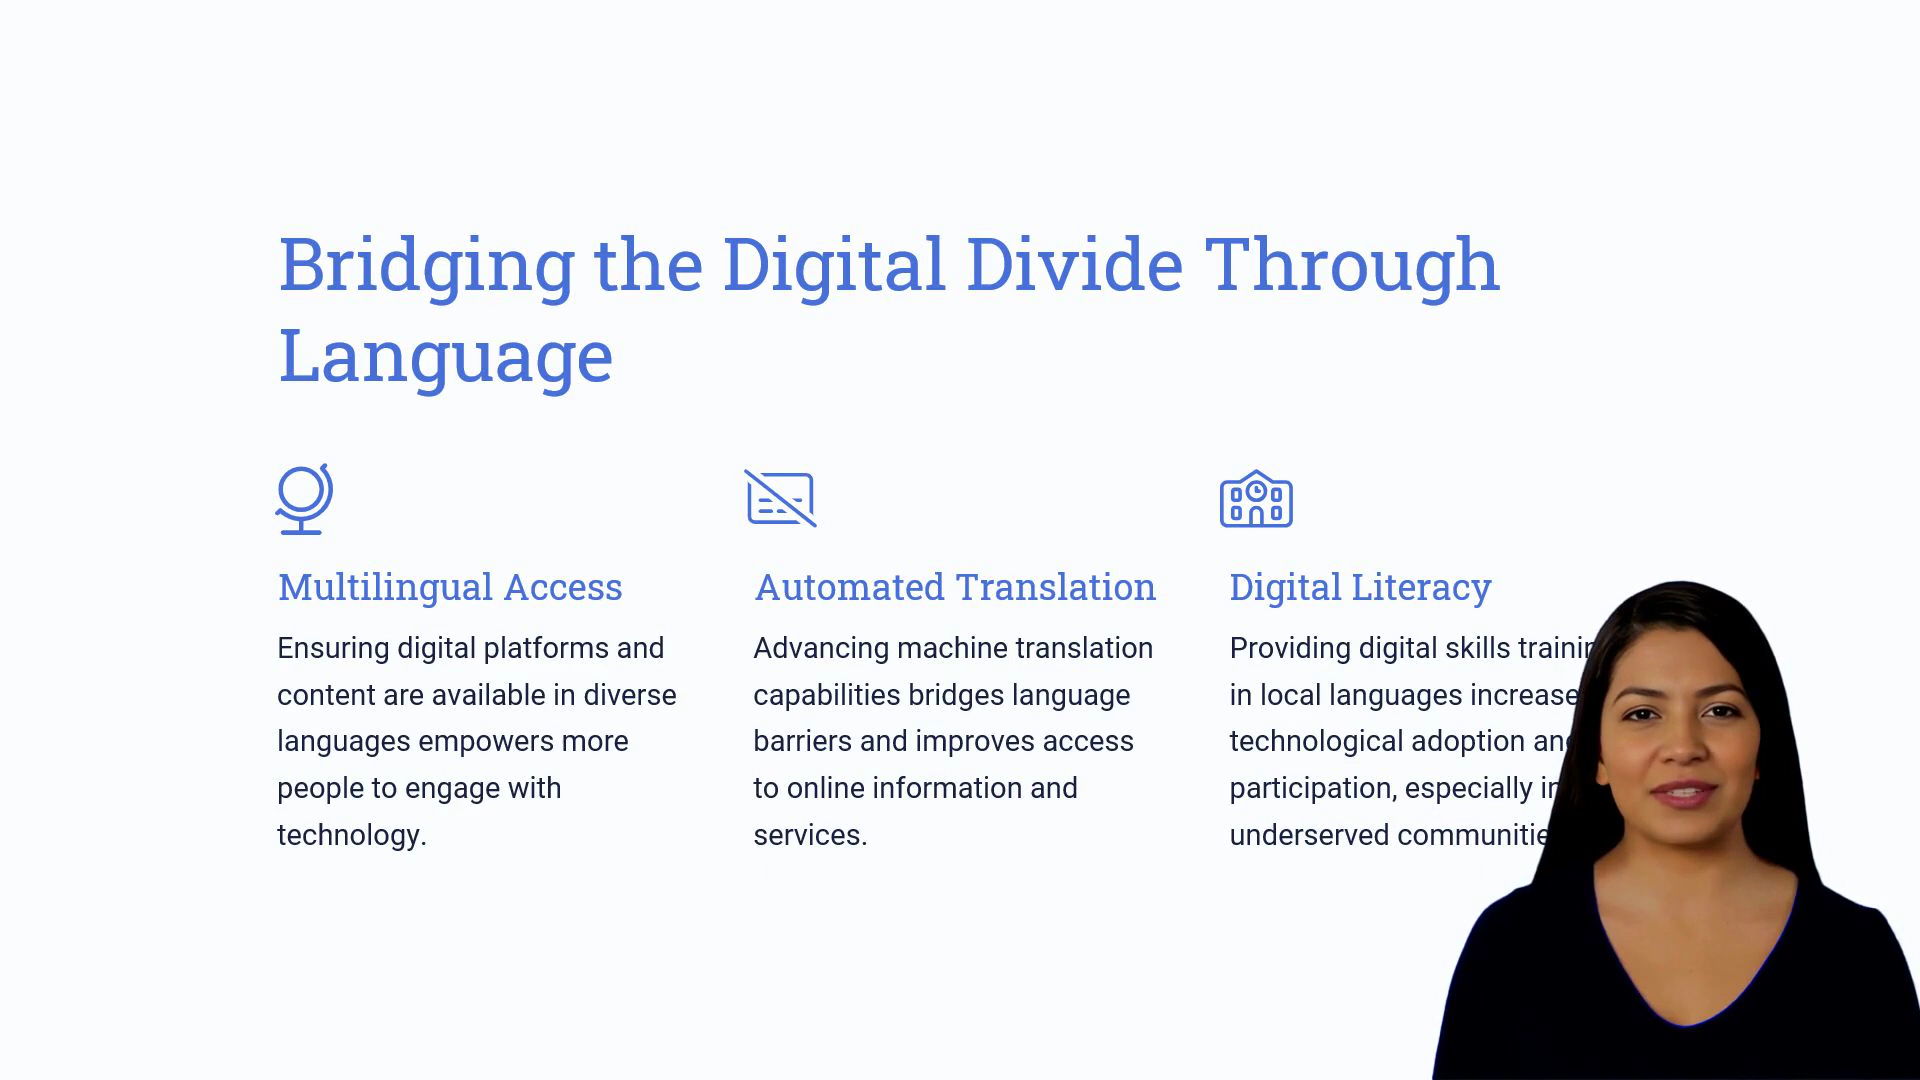 Bridging the Digital Divide Through
Language
Multilingual Access
Ensuring digital platforms and
content are available in diverse
languages empowers more
people to engage with
technology.
Automated Translation
Advancing machine translation
capabilities bridges language
barriers and improves access
to online information and
services.
Digital Literacy
Providing digital skills
in local languages
technological adoption
participation, especially
underserved